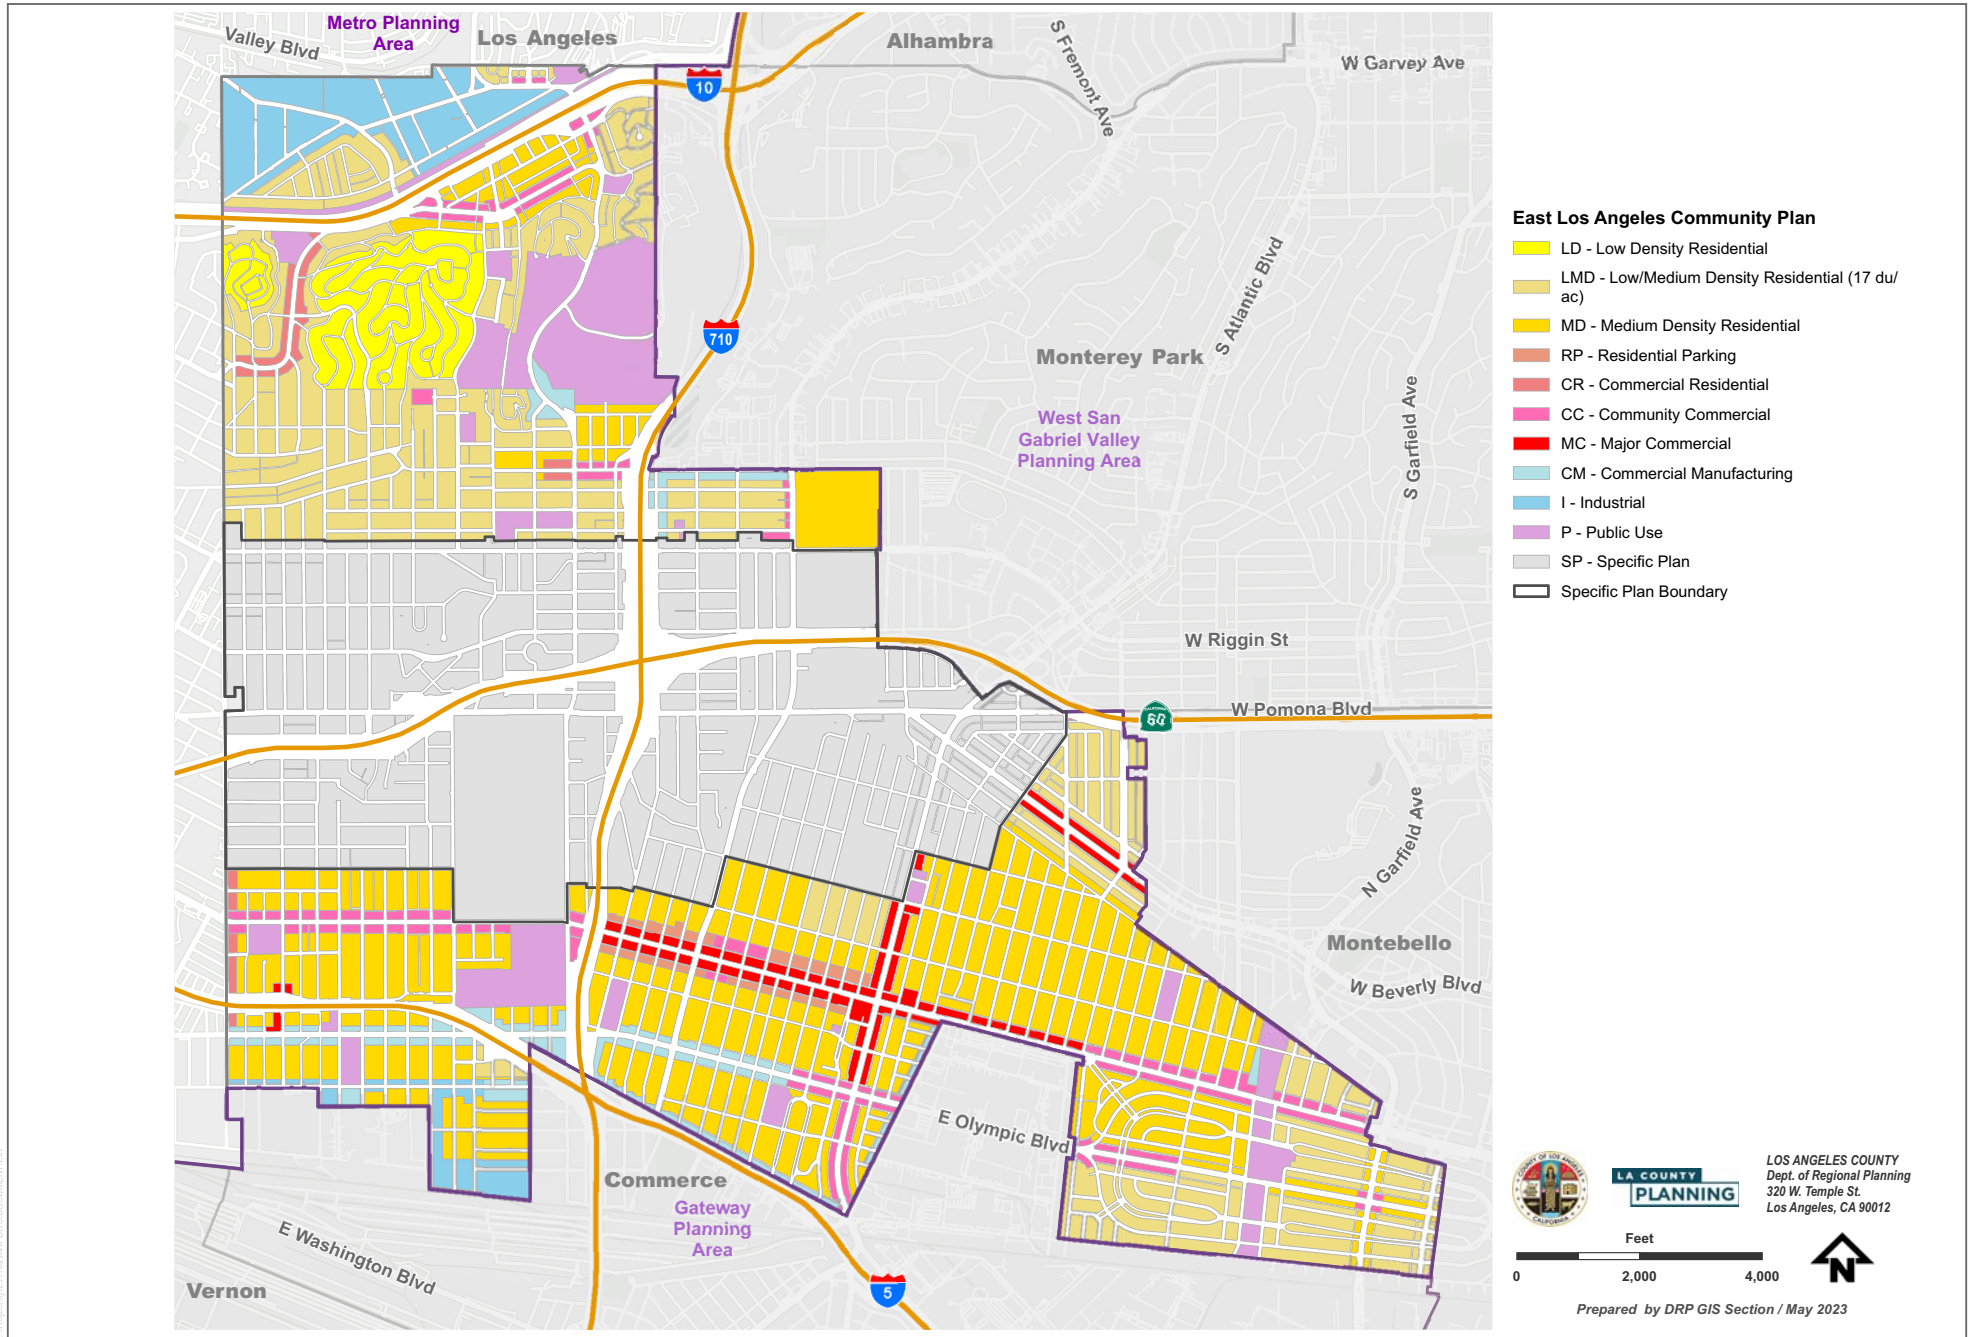 Metro Planning
Area
Los Angeles
Valley Blvd
Alhambra
S Fremont Ave
W Garvey Ave
10
710
S Atlantic Blvd
Monterey Park
West San
Gabriel Valley
Planning Area
S Garfield Ave
W Riggin St
W Pomona Blvd
CALIFORNIA
60
N Garfield Ave
Montebello
W Beverly Blvd
E Olympic Blvd
Commerce
Gateway
Planning
Area
E Washington Blvd
Vernon
5
East Los Angeles Community Plan
LD - Low Density Residential
LMD - Low/Medium Density Residential (17 du/
ac)
MD - Medium Density Residential
RP - Residential Parking
CR - Commercial Residential
CC - Community Commercial
MC - Major Commercial
CM - Commercial Manufacturing
I - Industrial
P - Public Use
SP - Specific Plan
Specific Plan Boundary
COUNTY OF LOS ANGELES
CALIFORNIA
LA COUNTY
PLANNING
LOS ANGELES COUNTY
Dept. of Regional Planning
320 W. Temple St.
Los Angeles, CA 90012
Feet
0
2,000
4,000
N
Prepared by DRP GIS Section / May 2023